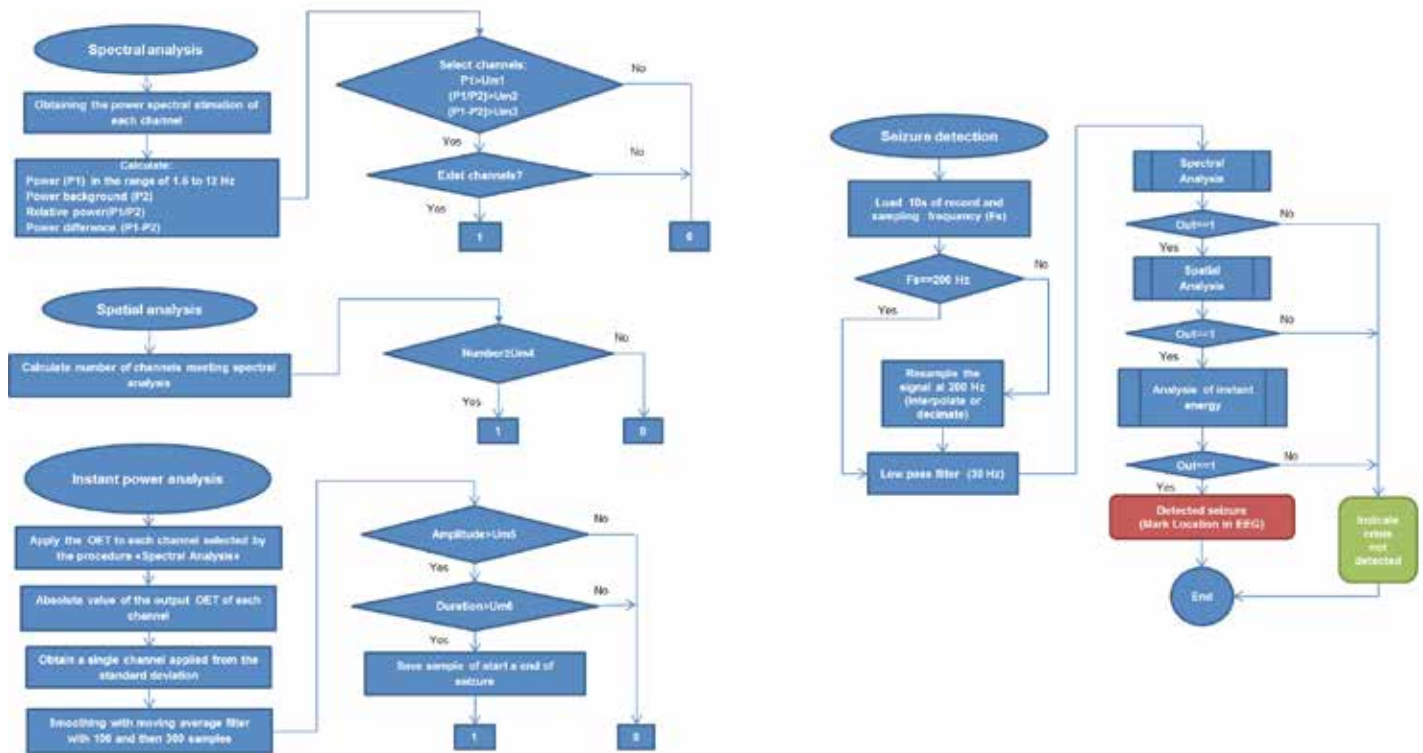 Spectral analysis
Obtaining the power spectral stimation of
each channel
Calculate:
Power (P1) in the range of 1.5 to 12 Hz
Power background (P2)
Relative power(P1/P2)
Power difference (P1-P2)
Select channels:
P1>Um1
(P1/P2)>Um2
(P1-P2)>Um3
No
Yes
Exist channels?
No
Yes
1
0
Spatial analysis
Calculate number of channels meeting spectral
analysis
Number≥Um4
No
Yes
1
0
Instant power analysis
Apply the OET to each channel selected by
the procedure «Spectral Analysis»
Absolute value of the output OET of each
channel
Obtain a single channel applied from the
standard deviation
Smoothing with moving average filter
with 100 and then 300 samples
Amplitude>Um5
No
Yes
Duration>Um6
No
Yes
Save sample of start a end of
seizure
1
0
Seizure detection
Load 10s of record and
sampling frequency (Fs)
Fs==200 Hz
No
Yes
Resample the
signal at 200 Hz
(Interpolate or
decimate)
Low pass filter (30 Hz)
Spectral
Analysis
Out==1
No
Yes
Spatial
Analysis
Out==1
No
Yes
Analysis of instant
energy
Out==1
No
Yes
Detected seizure
(Mark Location in EEG)
Indicate
crisis
not
detected
End